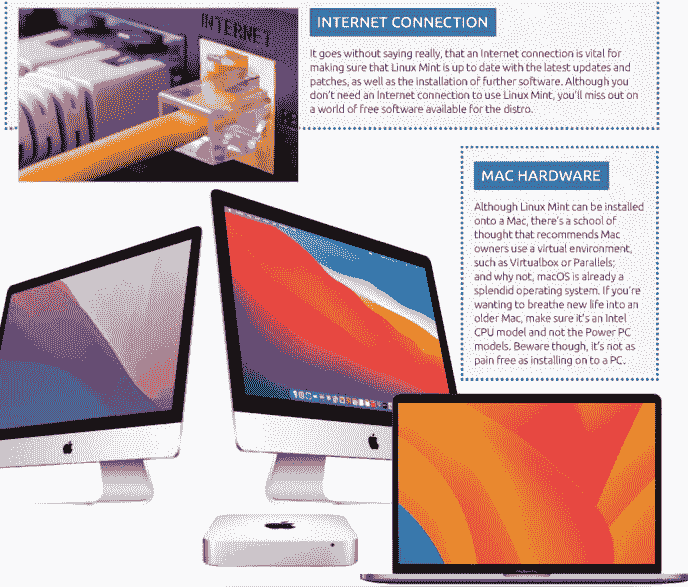 INTERNET
INTERNET CONNECTION
It goes without saying really, that an Internet connection is vital for
making sure that Linux Mint is up to date with the latest updates and
patches, as well as the installation of further software. Although you
don't need an Internet connection to use Linux Mint, you'll miss out on
a world of free software available for the distro.
MAC HARDWARE
Although Linux Mint can be installed
onto a Mac, there's a school of
thought that recommends Mac
owners use a virtual environment,
such as Virtualbox or Parallels;
and why not, macOS is already a
splendid operating system. If you're
wanting to breathe new life into an
older Mac, make sure it's an Intel
CPU model and not the Power PC
models. Beware though, it's not as
pain free as installing on to a PC.